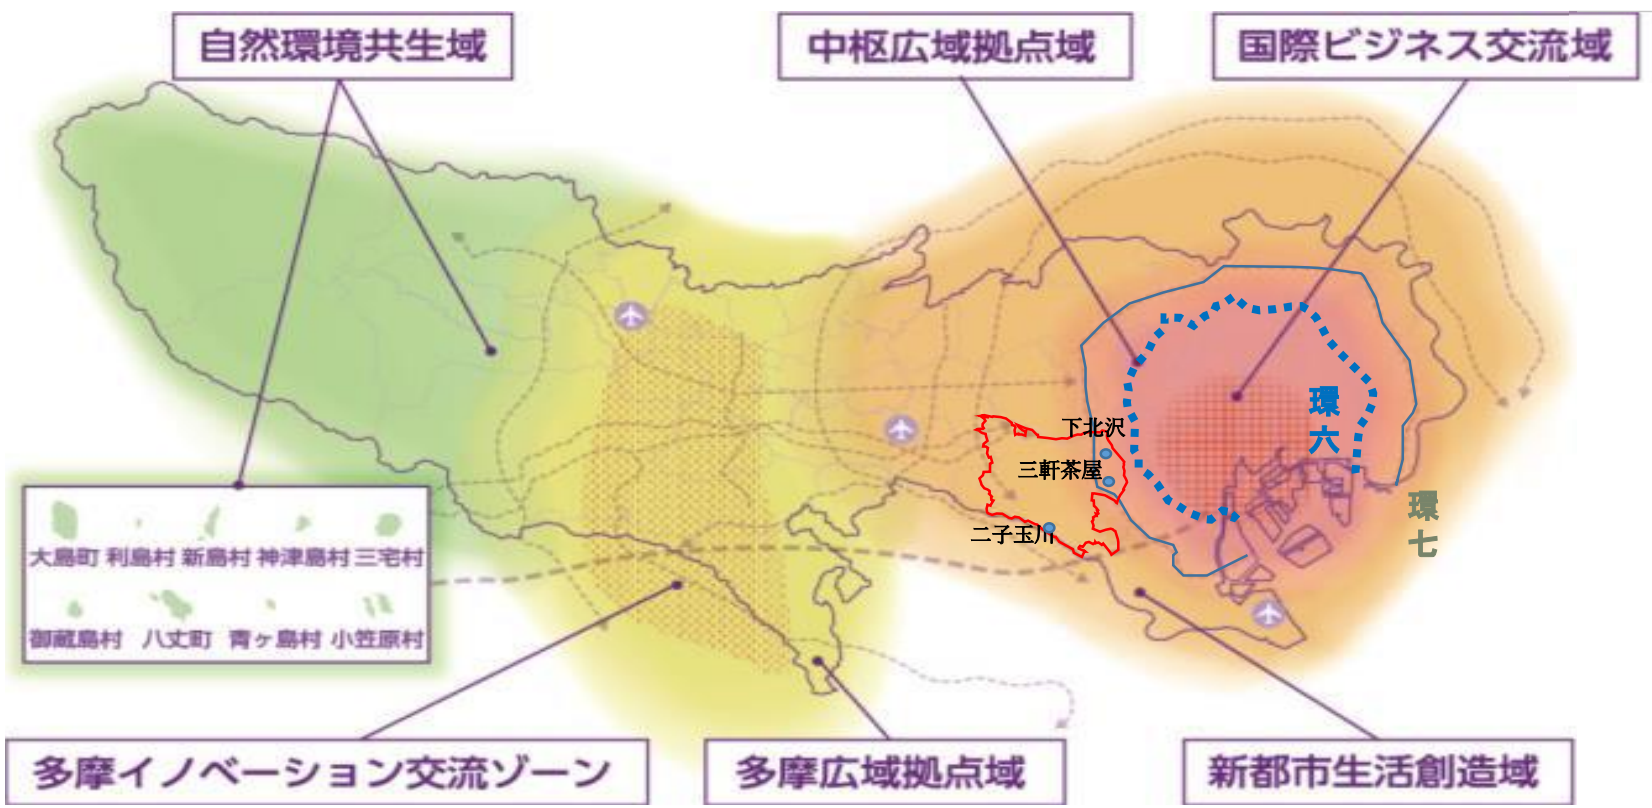 自然環境共生域
中枢広域拠点域
国際ビジネス交流域
環六
環七
下北沢
三軒茶屋
二子玉川
大島町 利島村 新島村 神津島村 三宅村
御蔵島村 八丈町 青ヶ島村 小笠原村
多摩イノベーション交流ゾーン
多摩広域拠点域
新都市生活創造域